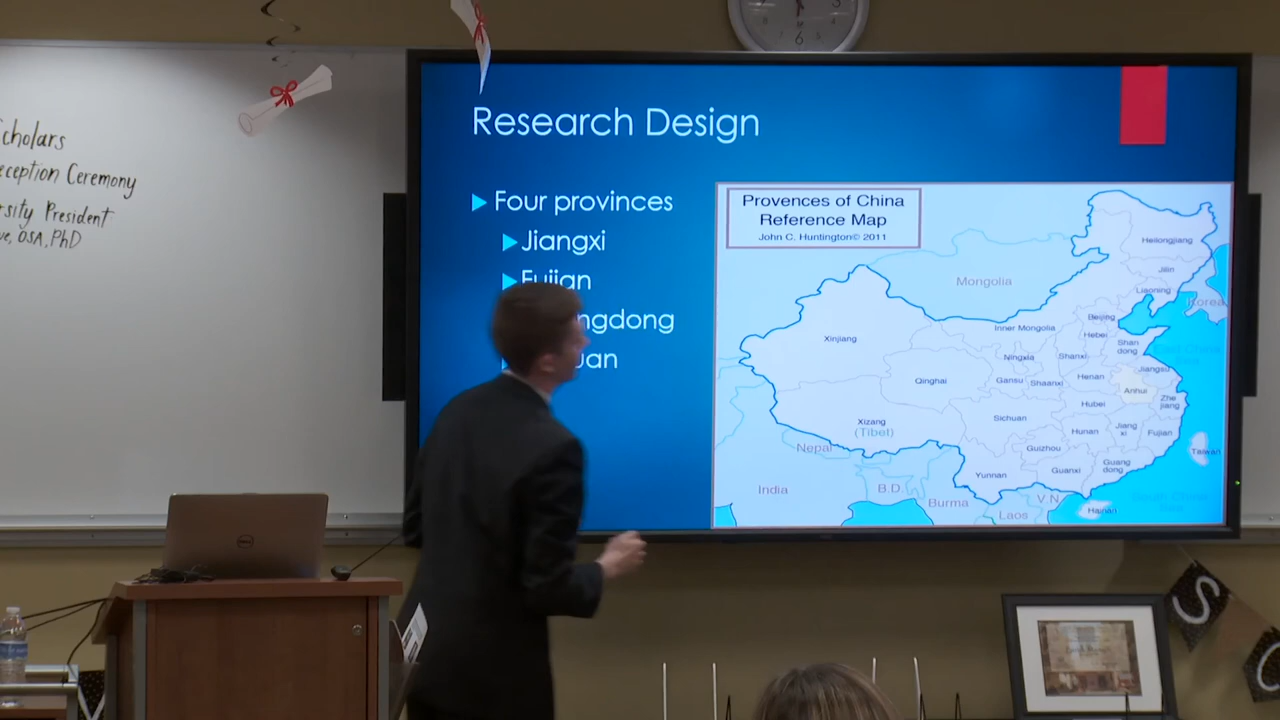 cholars
ception Ceremony
rsity President
ve, OSA, PhD
Research Design
Four provinces
Jiangxi
Fujian
ngdong
uan
Provences of China
Reference Map
John C. Huntington© 2011
Heilongjiang
Jilin
Liaoning
Korea
Mongolia
Beijing
Hebei
Inner Mongolia
Xinjiang
Shan
dong
Ningxia
Shanxi
Jiangsu
Qinghai
Gansu
Shaanxi
Henan
Anhui
Zhe
jiang
Hubei
Sichuan
Xizang
(Tibet)
Hunan
Jiang
xi
Fujian
Nepal
Guizhou
Taiwan
Guang
dong
Yunnan
Guanxi
India
B.D.
Burma
V.N
Laos
Hainan
DELL
S